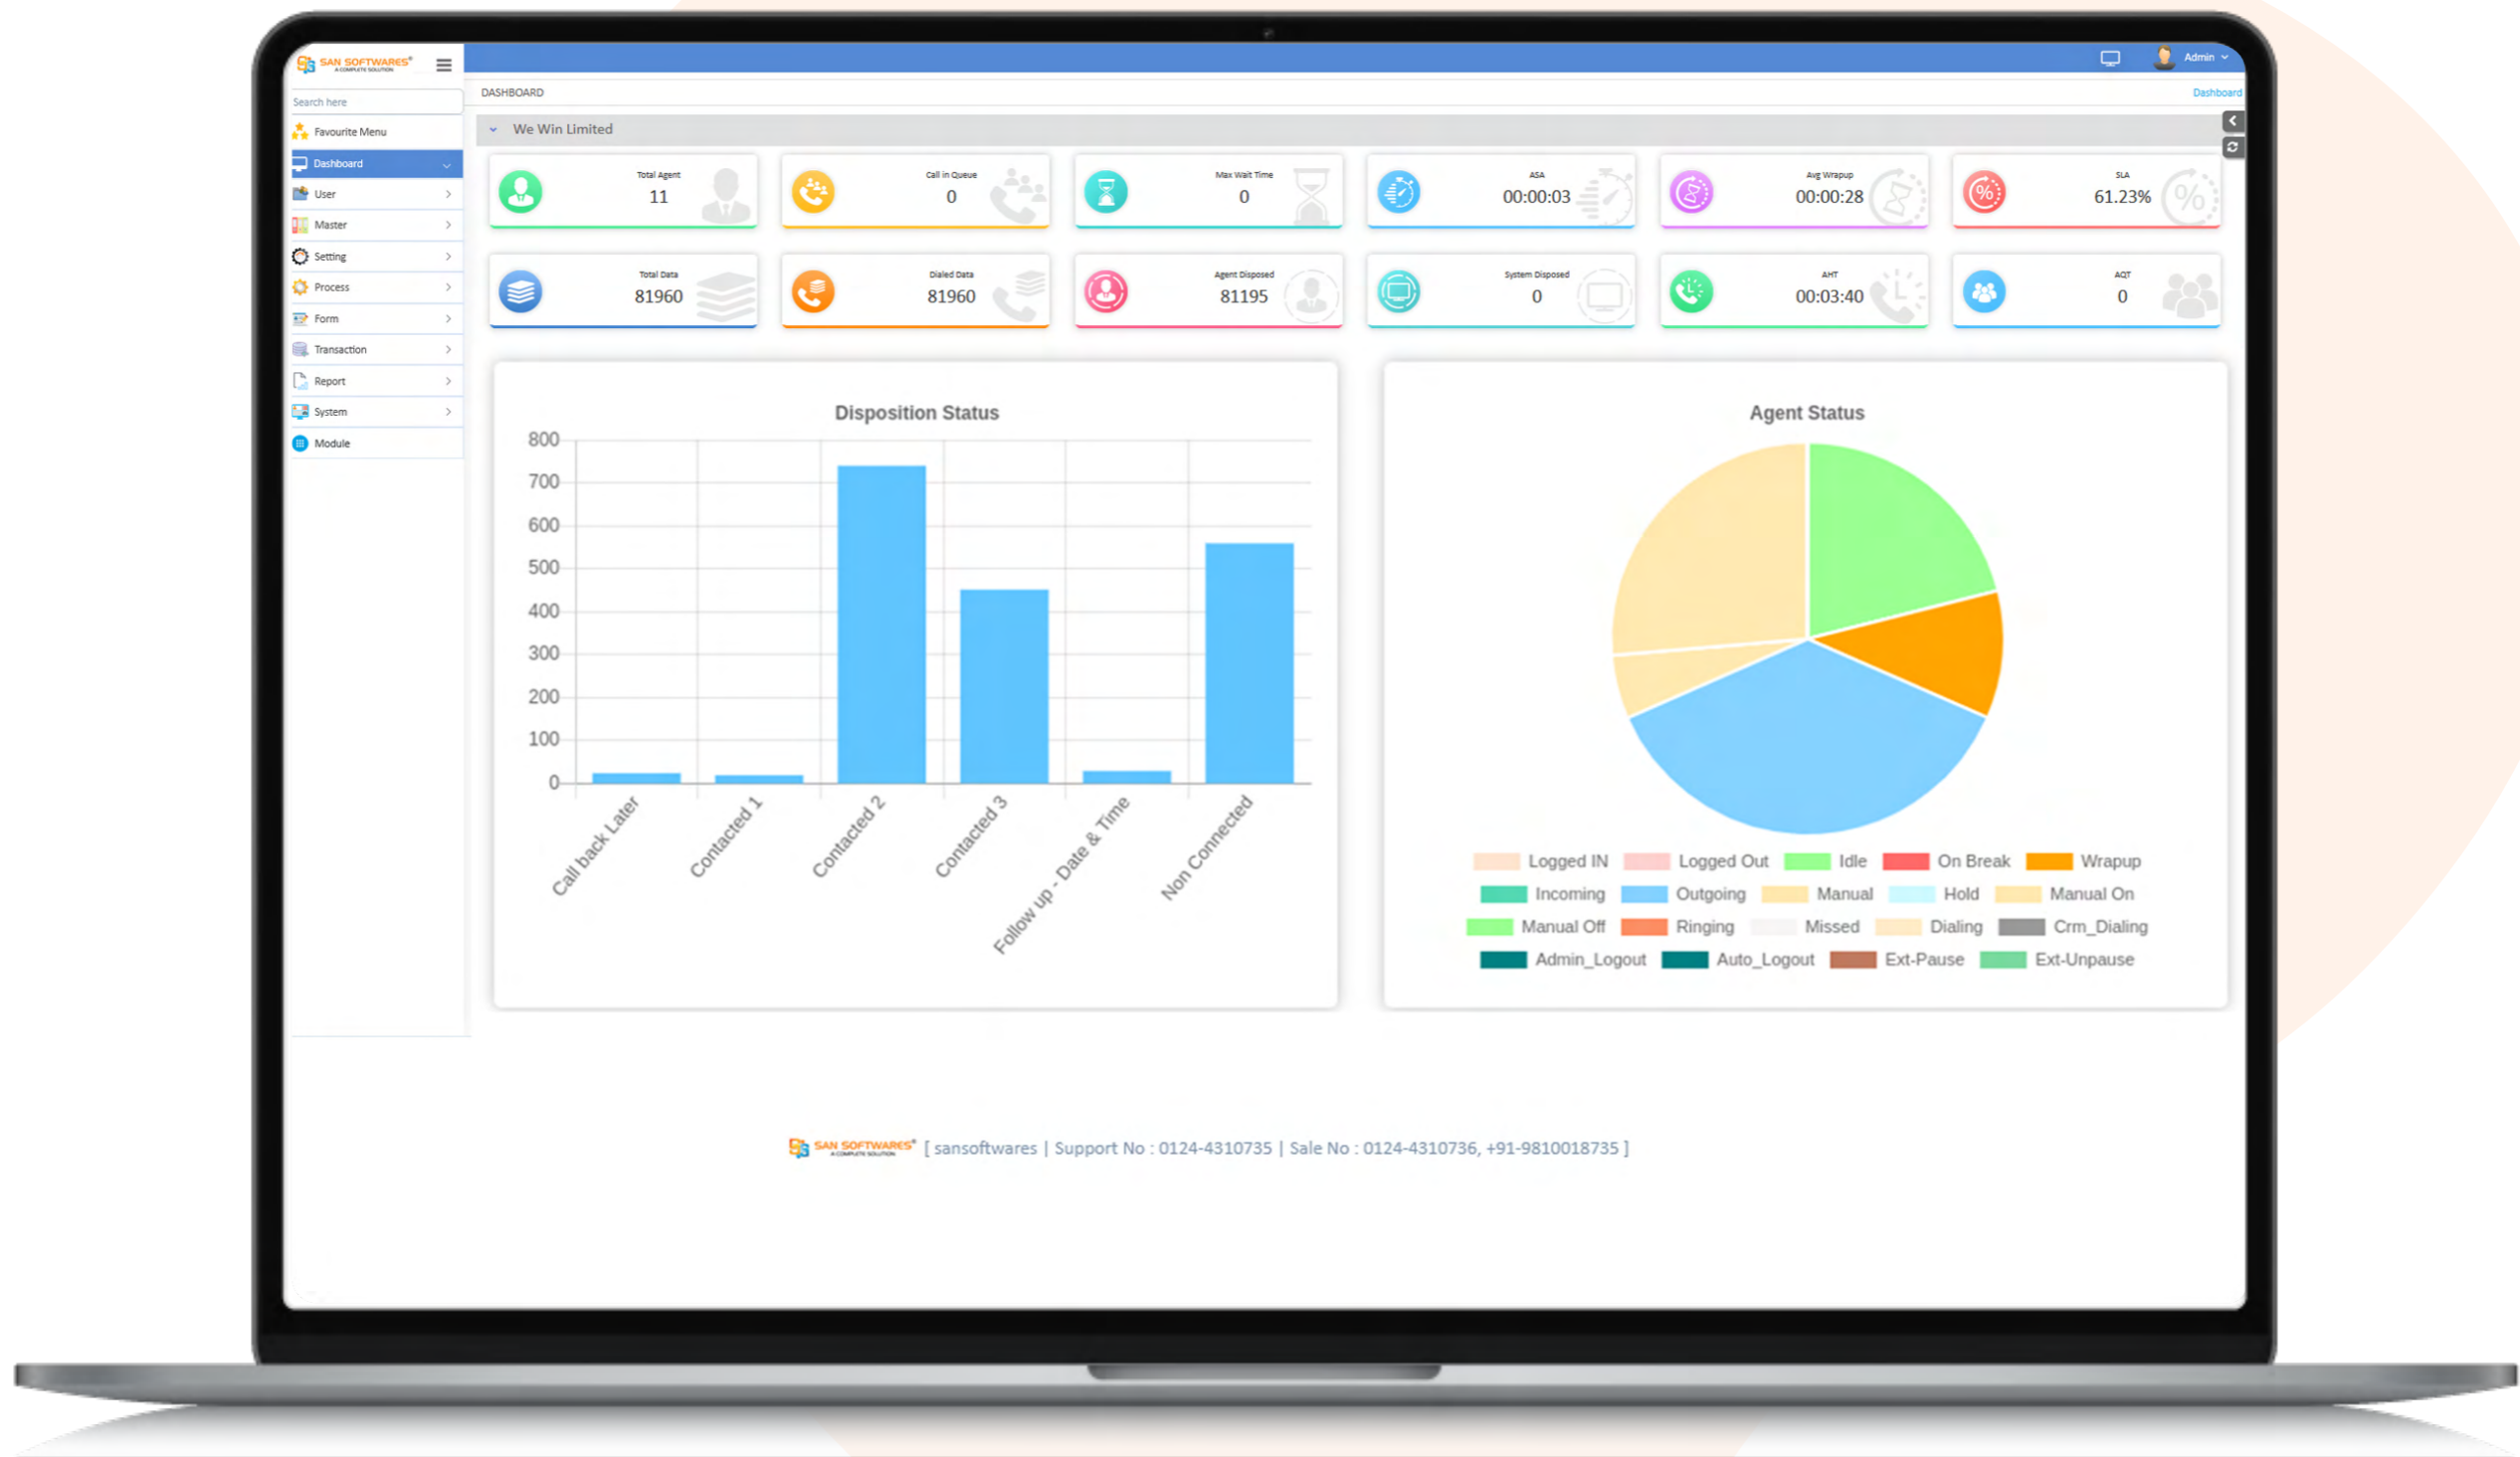 SAN SOFTWARES®
A COMPLETE SOLUTION
Admin
Search here
DASHBOARD
Dashboard
Favourite Menu
We Win Limited
Dashboard
User
Master
Setting
Process
Form
Transaction
Report
System
Module
Total Agent
11
Call in Queue
0
Max Wait Time
0
ASA
00:00:03
Avg Wrapup
00:00:28
SLA
61.23%
%
%
Total Data
81960
Dialed Data
81960
Agent Disposed
81195
System Disposed
0
AHT
00:03:40
AQT
0
Disposition Status
800
700
600
500
400
300
200
100
0
Call back Later
Contacted 1
Contacted 2
Contacted 3
Follow up - Date & Time
Non Connected
Agent Status
Logged IN Logged Out Idle On Break Wrapup
Incoming Outgoing Manual Hold Manual On
Manual Off Ringing Missed Dialing Crm_Dialing
Admin_Logout Auto_Logout Ext-Pause Ext-Unpause
SAN SOFTWARES® [ sansoftwares | Support No : 0124-4310735 | Sale No : 0124-4310736, +91-9810018735 ]
A COMPLETE SOLUTION